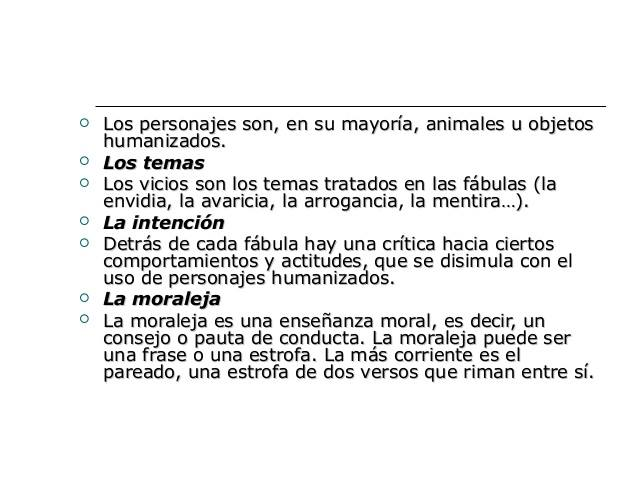 Los personajes son, en su mayoría, animales u objetos
humanizados.
Los temas
Los vicios son los temas tratados en las fábulas (la
envidia, la avaricia, la arrogancia, la mentira…).
La intención
Detrás de cada fábula hay una crítica hacia ciertos
comportamientos y actitudes, que se disimula con el
uso de personajes humanizados.
La moraleja
La moraleja es una enseñanza moral, es decir, un
consejo o pauta de conducta. La moraleja puede ser
una frase o una estrofa. La más corriente es el
pareado, una estrofa de dos versos que riman entre sí.